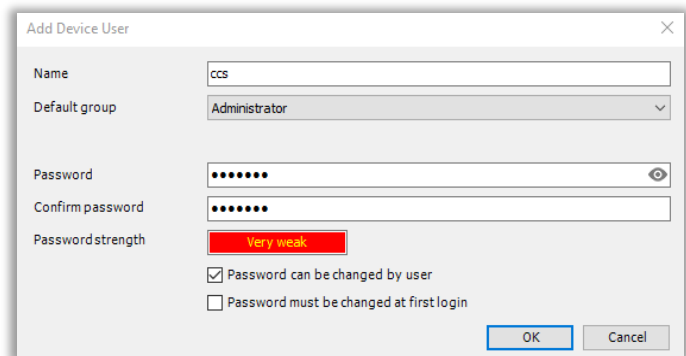 Add Device User
Name ccs
Default group Administrator
Password •••••••
Confirm password •••••••
Password strength Very weak
Password can be changed by user
Password must be changed at first login
OK Cancel